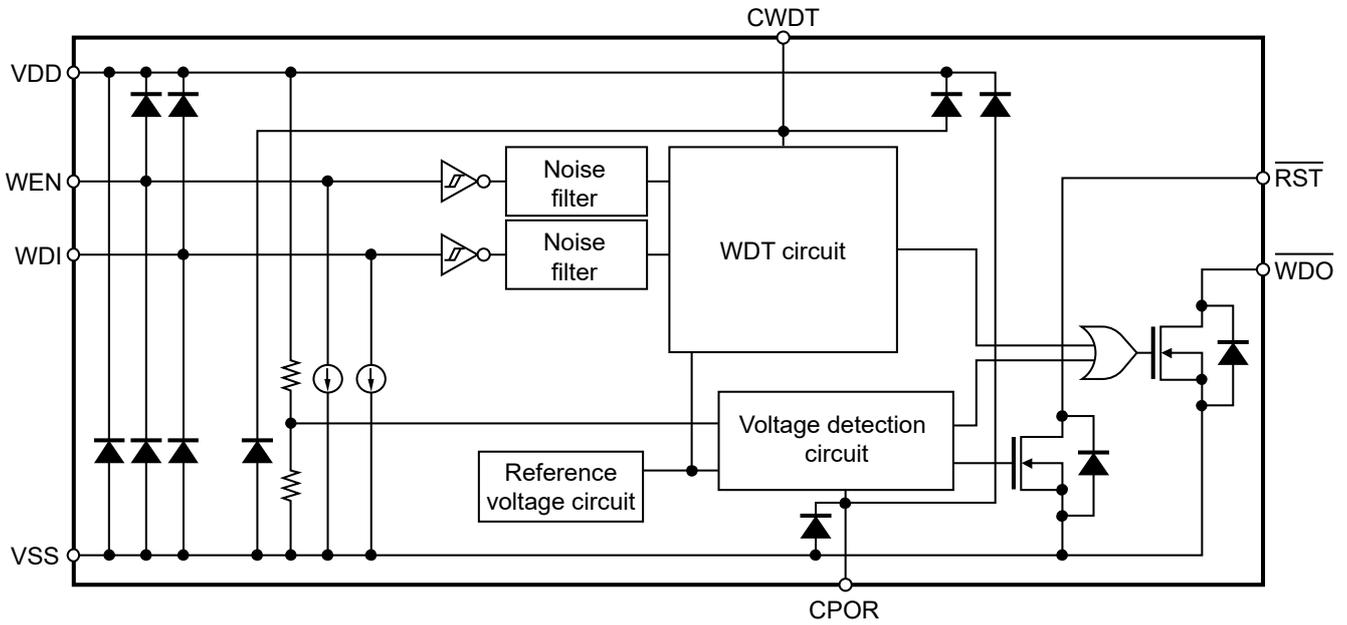 CWDT
VDD
WEN
Noise
filter
RST
WDI
Noise
filter
WDT circuit
WDO
Voltage detection
circuit
Reference
voltage circuit
VSS
CPOR